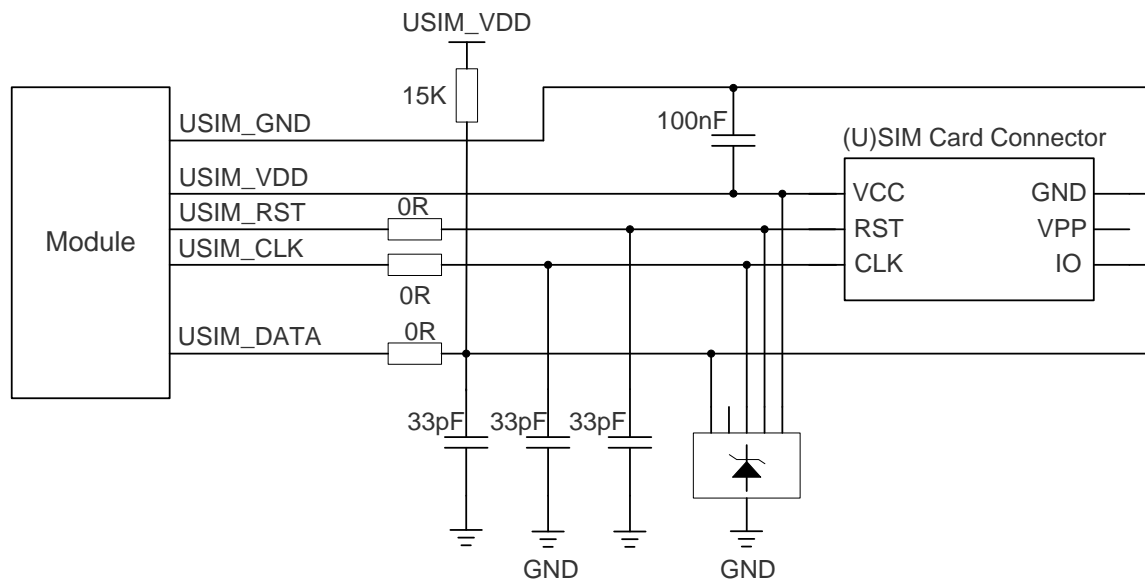 USIM_VDD
15K
100nF
(U)SIM Card Connector
USIM_GND
USIM_VDD
VCC
GND
USIM_RST
0R
Module
RST
VPP
USIM_CLK
CLK
IO
0R
USIM_DATA
0R
33pF
33pF
33pF
GND
GND